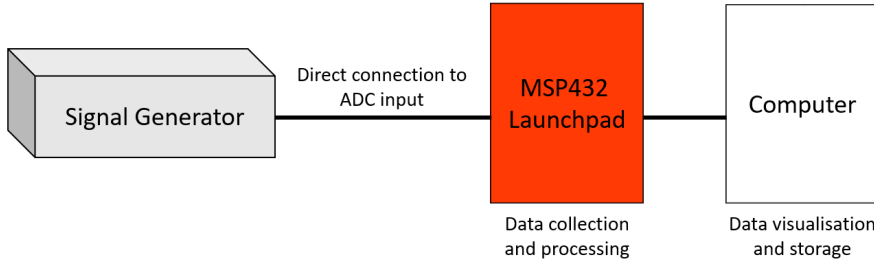 Signal Generator
Direct connection to
ADC input
MSP432
Launchpad
Computer
Data collection
and processing
Data visualisation
and storage